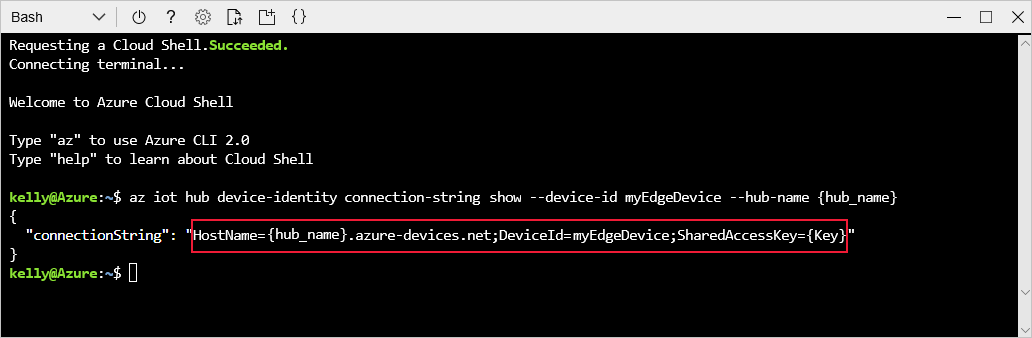 Bash
Requesting a Cloud Shell.Succeeded.
Connecting terminal...
Welcome to Azure Cloud Shell
Type "az" to use Azure CLI 2.0
Type "help" to learn about Cloud Shell
kelly@Azure:~$ az iot hub device-identity connection-string show --device-id myEdgeDevice --hub-name {hub_name}
{
  "connectionString": "HostName={hub_name}.azure-devices.net;DeviceId=myEdgeDevice;SharedAccessKey={Key}"
}
kelly@Azure:~$